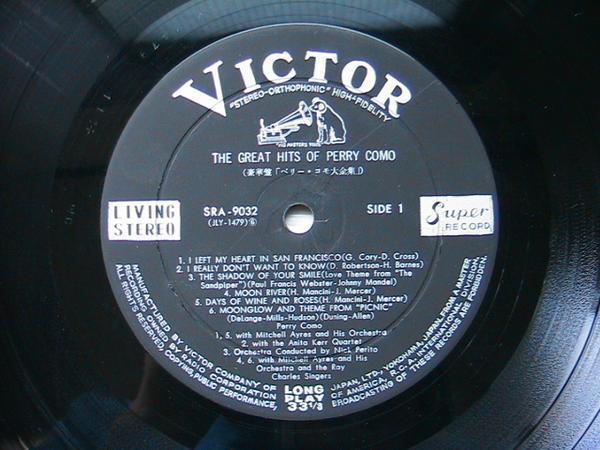 VICTOR
"STEREO-ORTHOPHONIC" HIGH-FIDELITY
"HIS MASTER'S VOICE"
THE GREAT HITS OF PERRY COMO
(豪華盤「ペリー・コモ大全集」)
LIVING
STEREO
SRA-9032
(JLY-1479) ⑥
SIDE 1
Super
RECORD
1. I LEFT MY HEART IN SAN FRANCISCO(G. Cory-D. Cross)
2. I REALLY DON'T WANT TO KNOW(D. Robertson-H. Barnes)
3. THE SHADOW OF YOUR SMILE(Love Theme from "The
Sandpiper")(Paul Francis Webster-Johnny Mandel)
4. MOON RIVER(H. Mancini-J. Mercer)
5. DAYS OF WINE AND ROSES(H. Mancini-J. Mercer)
6. MOONGLOW AND THEME FROM "PICNIC"
(DeLange-Mills-Hudson)(Duning-Allen)
Perry Como
1, 5. with Mitchell Ayres and His Orchestra
2. with the Anita Kerr Quartet
3. Orchestra Conducted by Nick Perito
4, 6. with Mitchell Ayres and His
Orchestra and the Ray
Charles Singers
LONG
PLAY
33 1/3
MANUFACTURED BY VICTOR COMPANY OF JAPAN, LTD., YOKOHAMA, JAPAN, FROM A MASTER
RECORDING OWNED BY RADIO CORPORATION OF AMERICA, R.C.A. INTERNATIONAL DIVISION.
ALL RIGHTS RESERVED, COPYING, PUBLIC PERFORMANCE, BROADCASTING OF THESE RECORDS ARE FORBIDDEN.